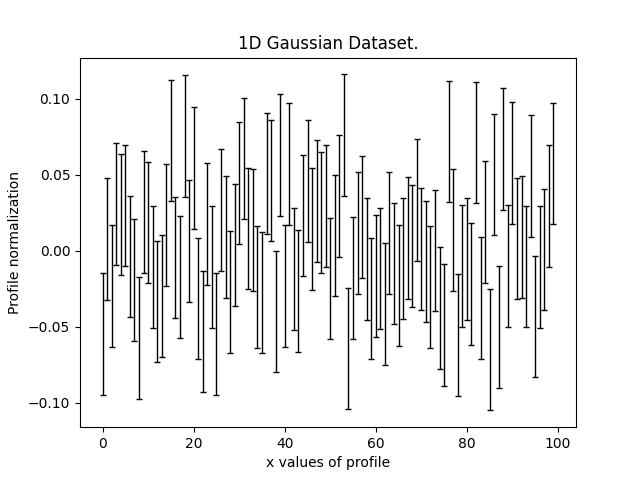 1D Gaussian Dataset.
Profile normalization
0.10
0.05
0.00
−0.05
−0.10
0 20 40 60 80 100
x values of profile